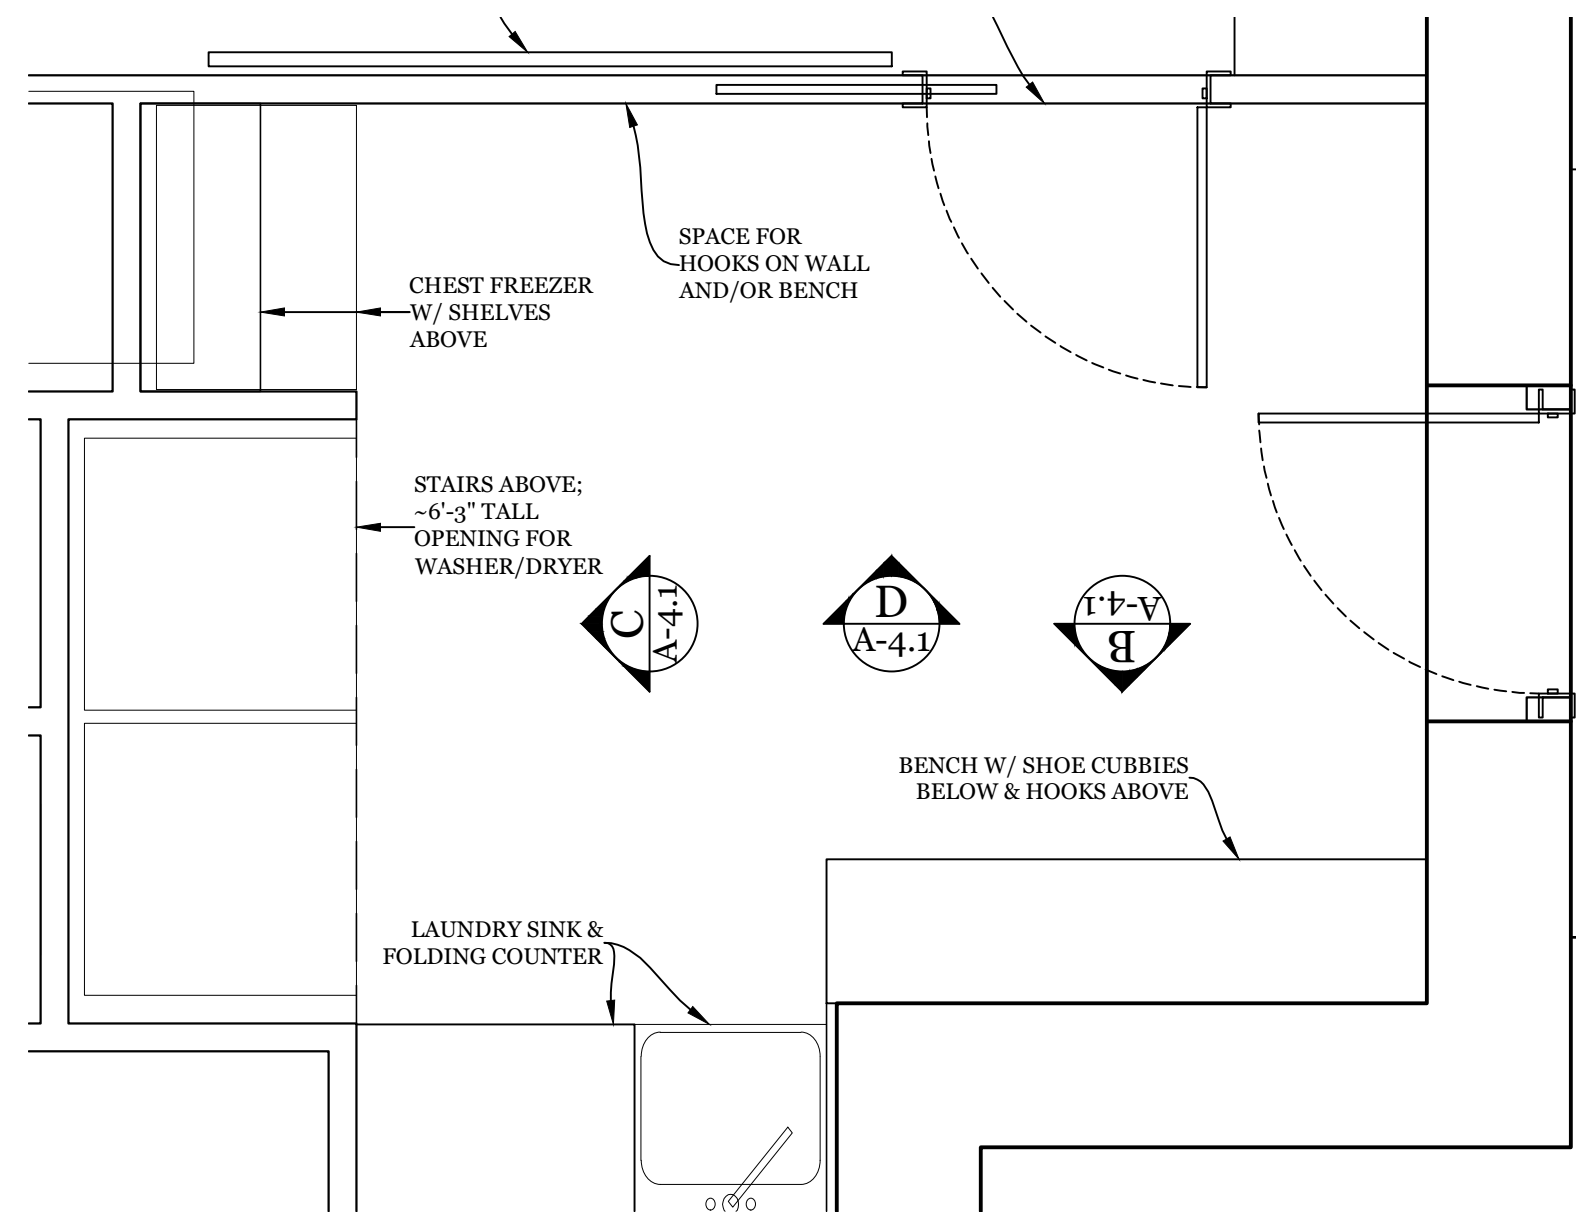 SPACE FOR
HOOKS ON WALL
AND/OR BENCH
CHEST FREEZER
W/ SHELVES
ABOVE
STAIRS ABOVE;
~6'-3" TALL
OPENING FOR
WASHER/DRYER
C
A-4.1
D
A-4.1
B
A-4.1
BENCH W/ SHOE CUBBIES
BELOW & HOOKS ABOVE
LAUNDRY SINK &
FOLDING COUNTER